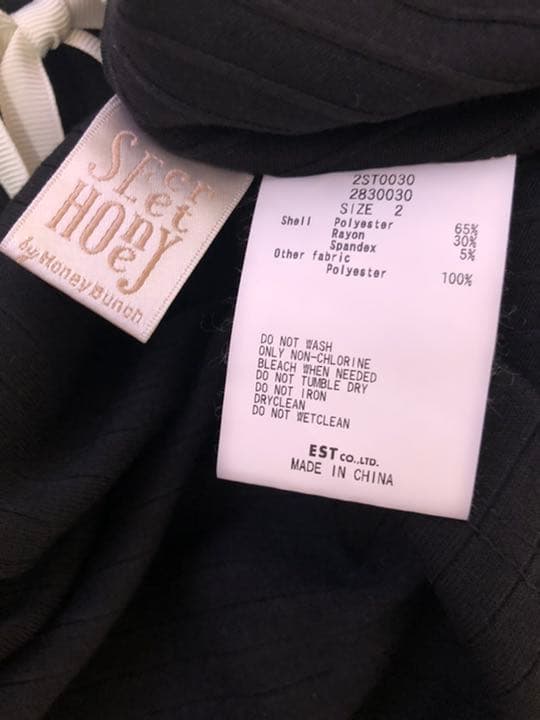 Secret
HOney
by Honey Bunch
2ST0030
2830030
SIZE 2
Shell Polyester 65%
Rayon 30%
Spandex 5%
Other fabric
Polyester 100%
DO NOT WASH
ONLY NON-CHLORINE
BLEACH WHEN NEEDED
DO NOT TUMBLE DRY
DO NOT IRON
DRYCLEAN
DO NOT WETCLEAN
EST CO.,LTD.
MADE IN CHINA